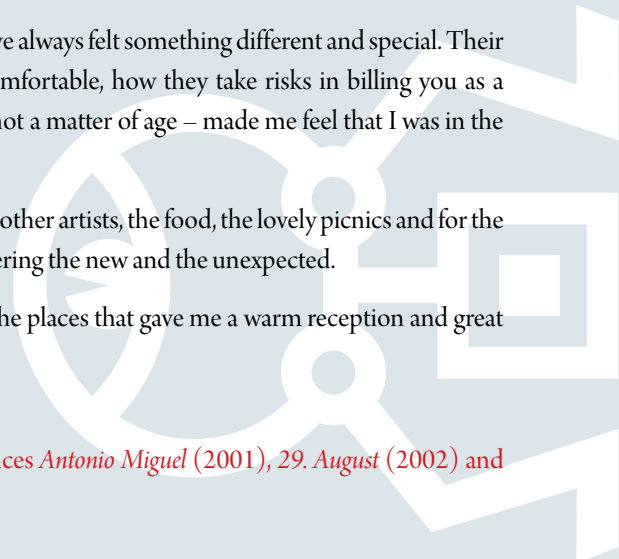 ve always felt something different and special. Their
mfortable, how they take risks in billing you as a
not a matter of age – made me feel that I was in the
other artists, the food, the lovely picnics and for the
ering the new and the unexpected.
he places that gave me a warm reception and great
ces Antonio Miguel (2001), 29. August (2002) and